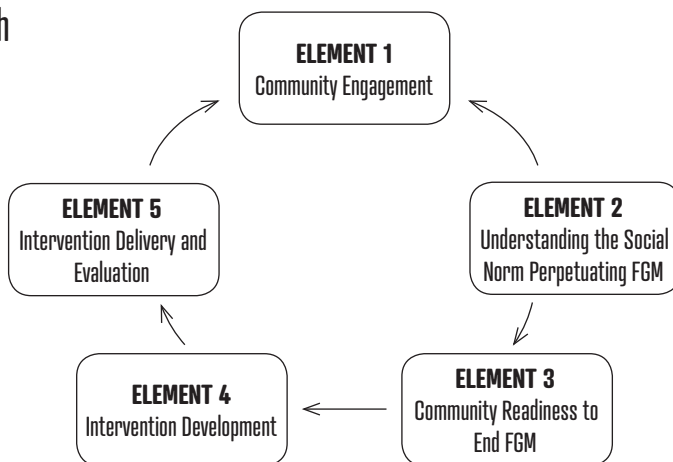 h
ELEMENT 1
Community Engagement
ELEMENT 2
Understanding the Social
Norm Perpetuating FGM
ELEMENT 3
Community Readiness to
End FGM
ELEMENT 4
Intervention Development
ELEMENT 5
Intervention Delivery and
Evaluation